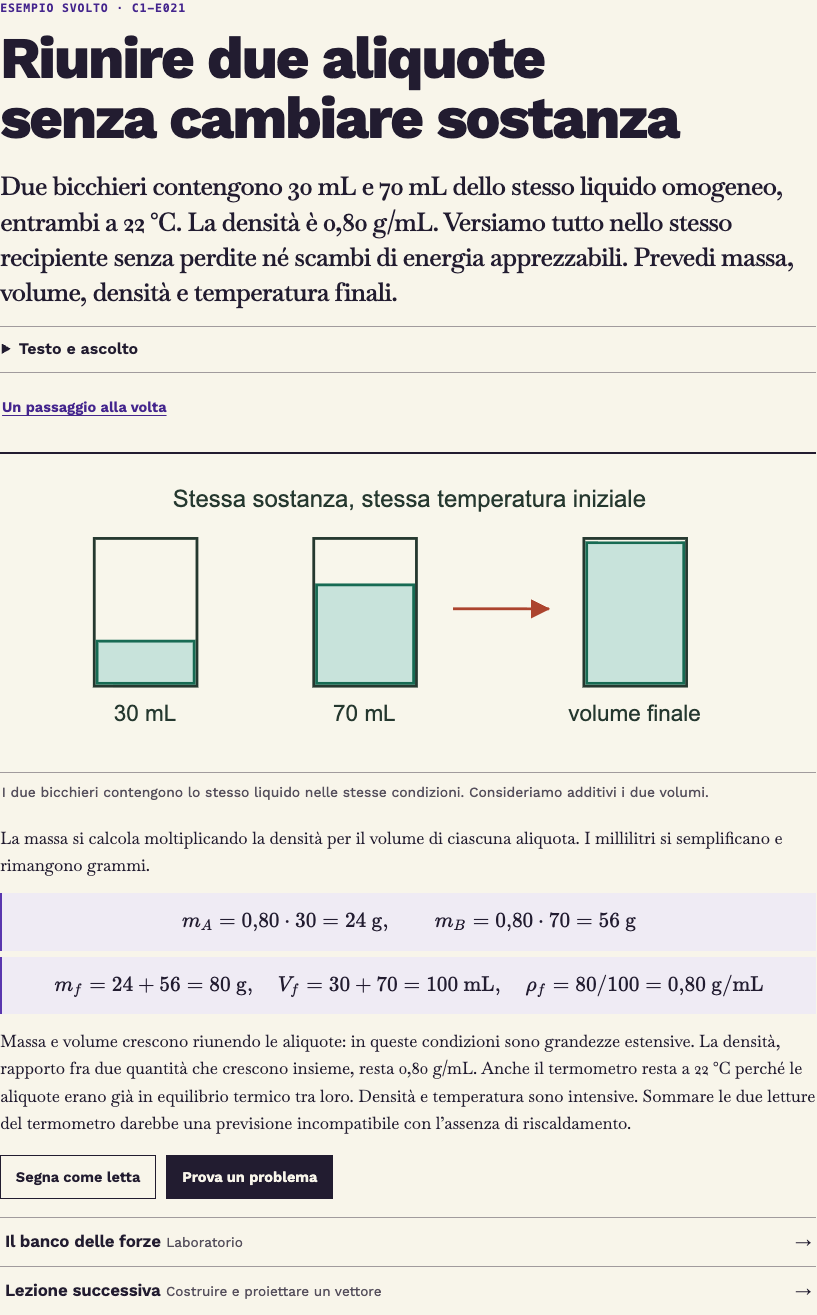 ESEMPIO SVOLTO · C1–E021
Riunire due aliquote
senza cambiare sostanza
Due bicchieri contengono 30 mL e 70 mL dello stesso liquido omogeneo,
entrambi a 22 °C. La densità è 0,80 g/mL. Versiamo tutto nello stesso
recipiente senza perdite né scambi di energia apprezzabili. Prevedi massa,
volume, densità e temperatura finali.
▶ Testo e ascolto
Un passaggio alla volta
Stessa sostanza, stessa temperatura iniziale
30 mL 70 mL volume finale
I due bicchieri contengono lo stesso liquido nelle stesse condizioni. Consideriamo additivi i due volumi.
La massa si calcola moltiplicando la densità per il volume di ciascuna aliquota. I millilitri si semplificano e
rimangono grammi.
m_A = 0,80 · 30 = 24 g, m_B = 0,80 · 70 = 56 g
m_f = 24 + 56 = 80 g, V_f = 30 + 70 = 100 mL, ρ_f = 80/100 = 0,80 g/mL
Massa e volume crescono riunendo le aliquote: in queste condizioni sono grandezze estensive. La densità,
rapporto fra due quantità che crescono insieme, resta 0,80 g/mL. Anche il termometro resta a 22 °C perché le
aliquote erano già in equilibrio termico tra loro. Densità e temperatura sono intensive. Sommare le due letture
del termometro darebbe una previsione incompatibile con l'assenza di riscaldamento.
Segna come letta Prova un problema
Il banco delle forze Laboratorio →
Lezione successiva Costruire e proiettare un vettore →